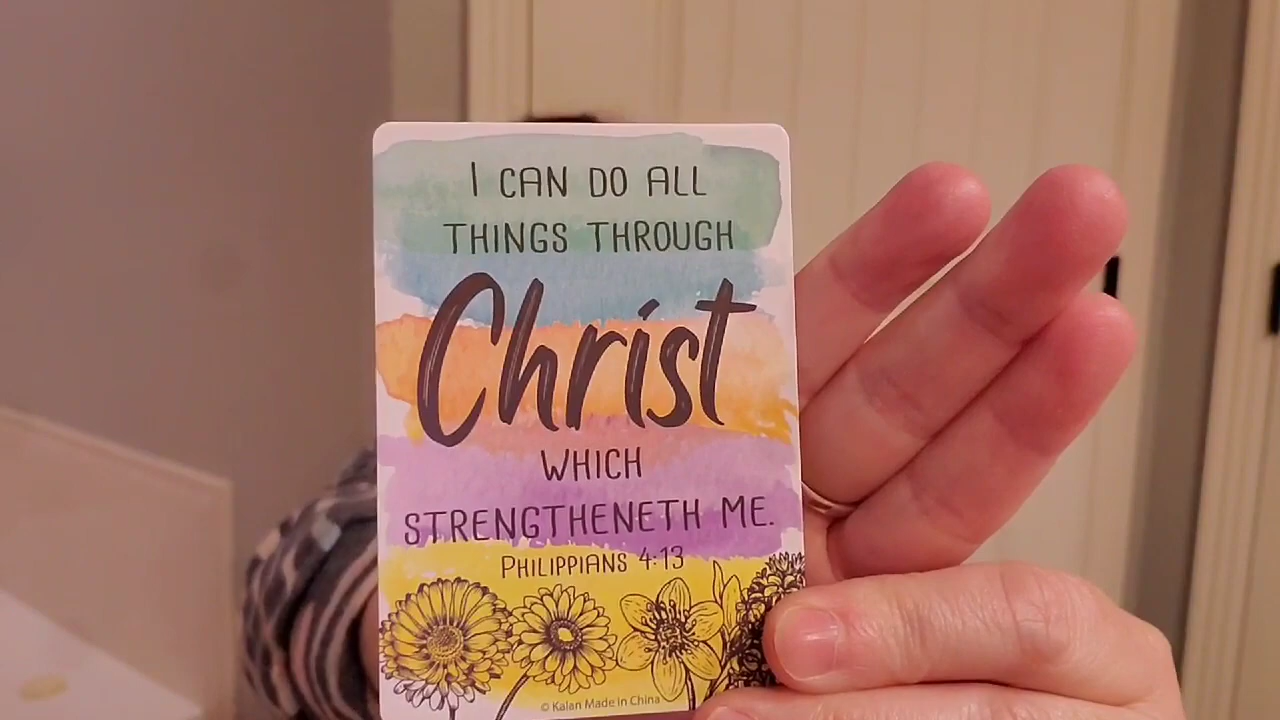 I CAN DO ALL
THINGS THROUGH
Christ
WHICH
STRENGTHENETH ME.
PHILIPPIANS 4:13
© Kalan Made in China